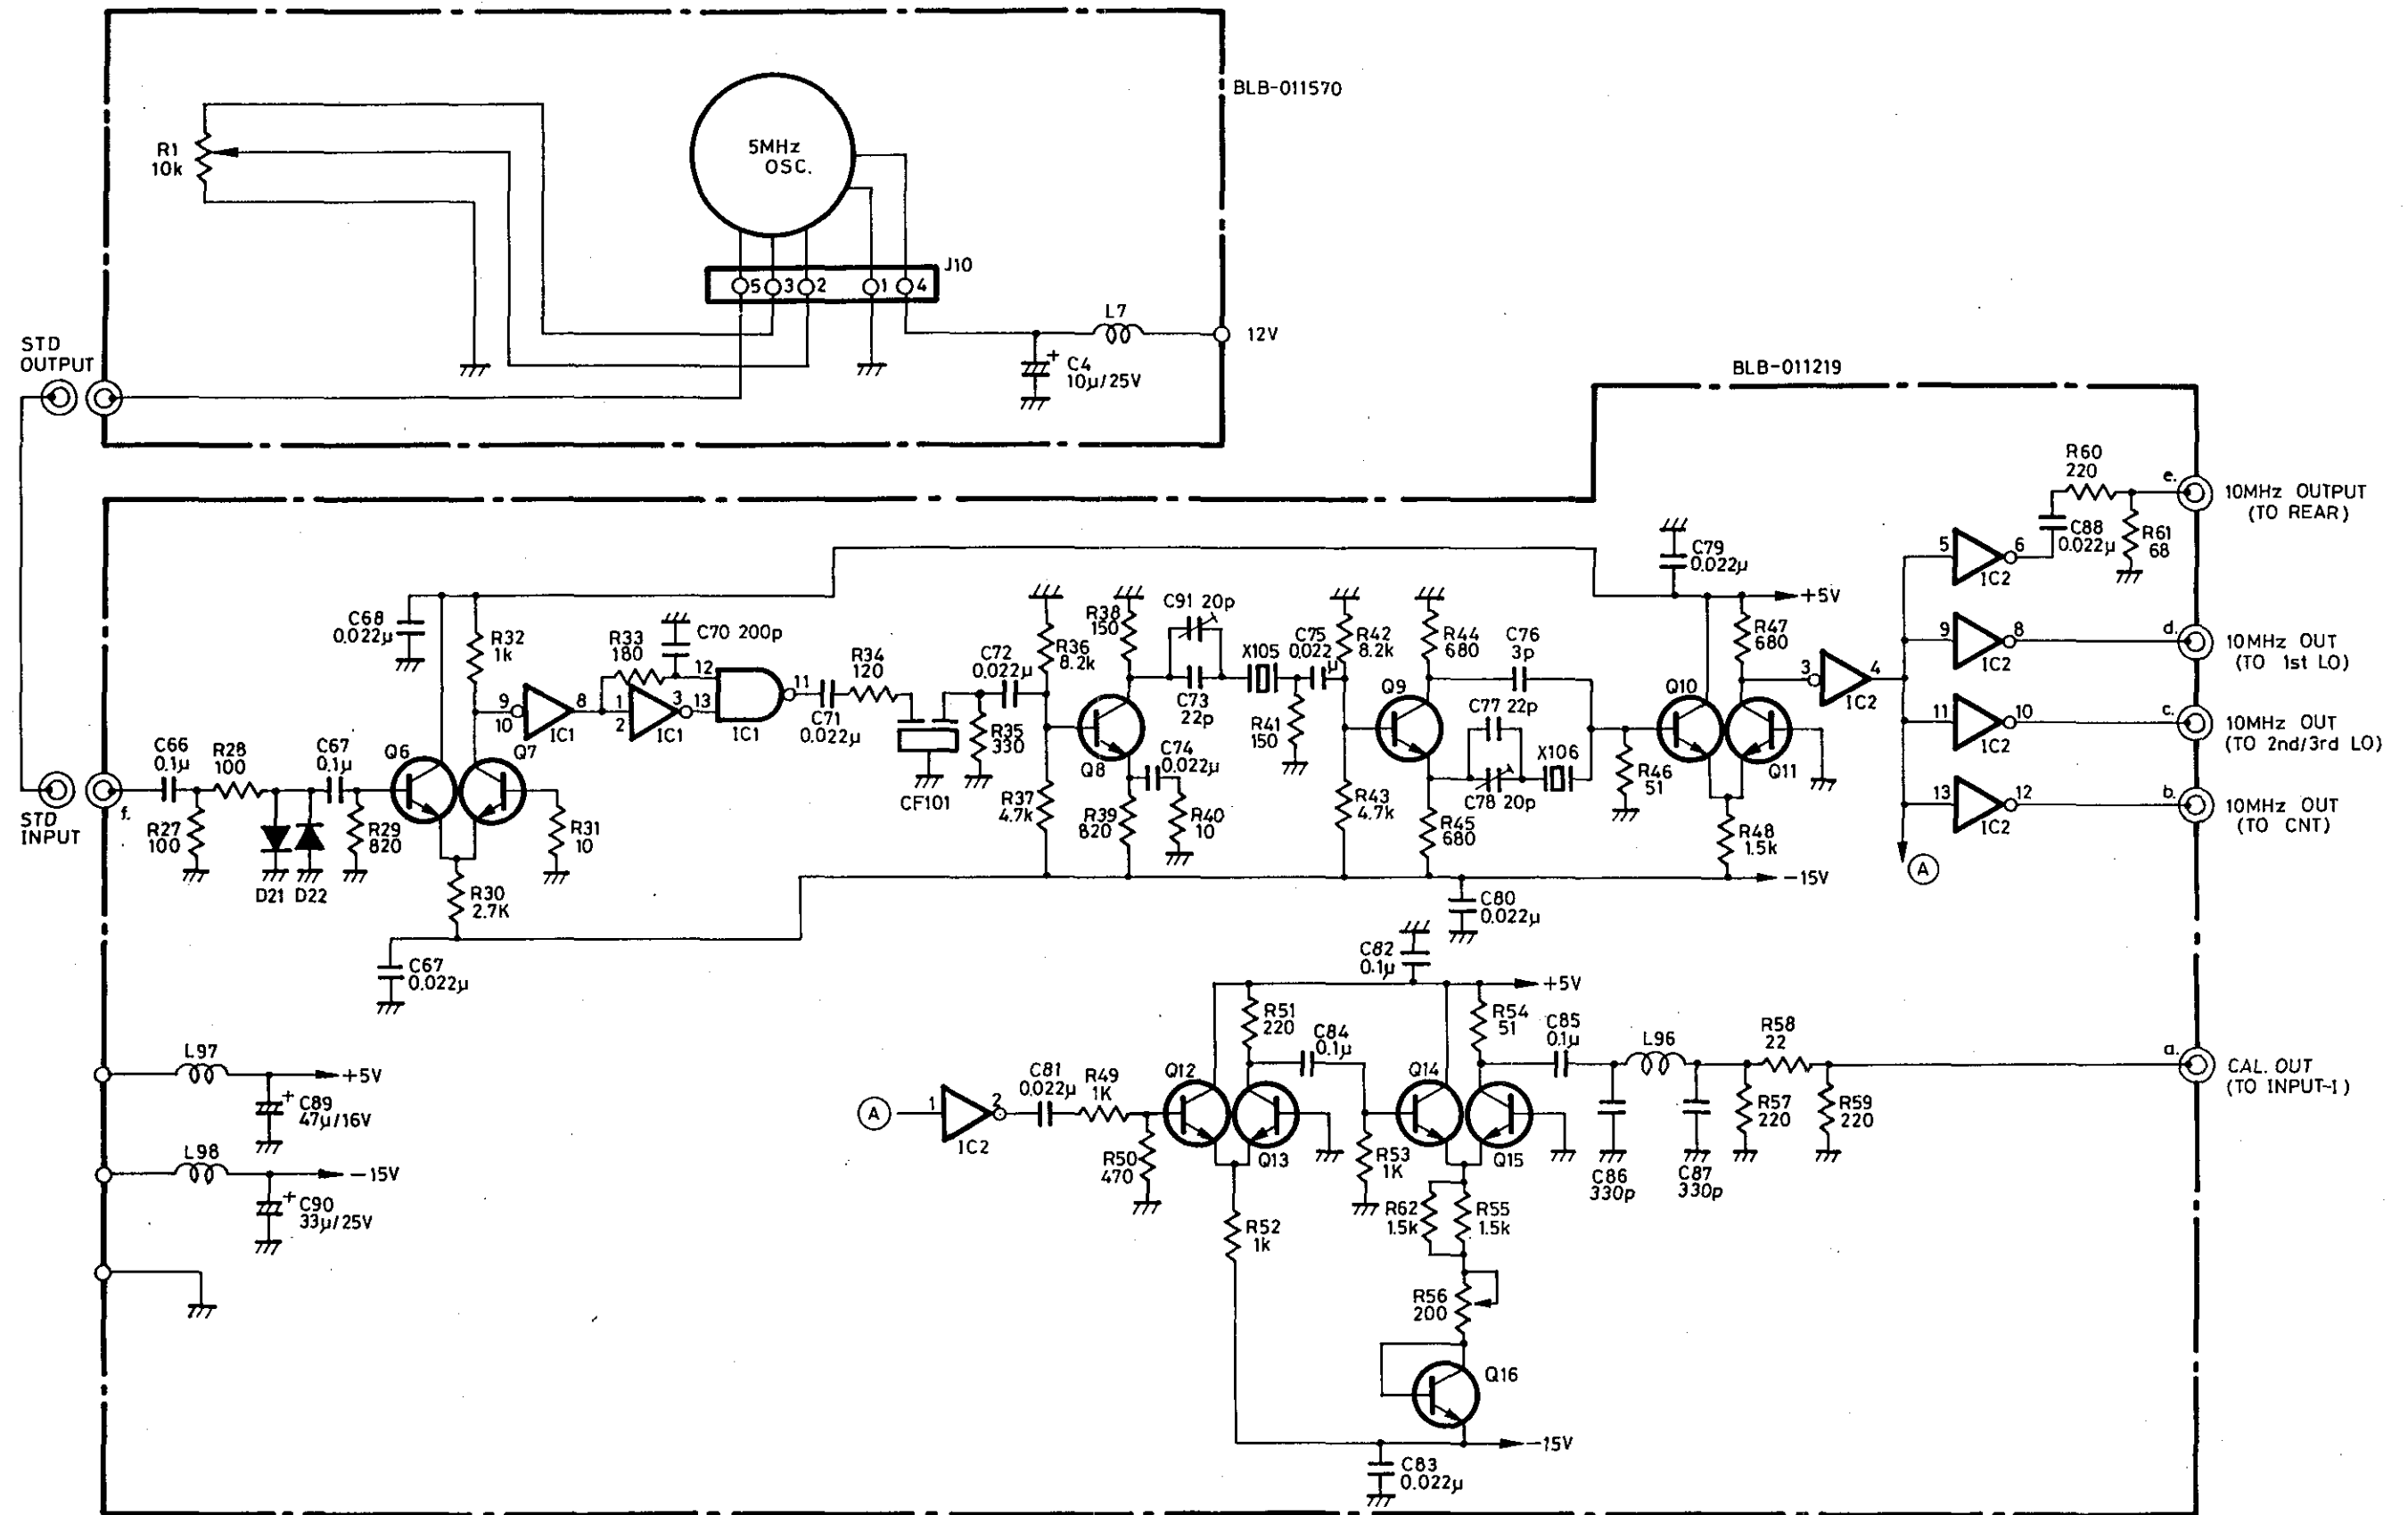 BLB-011570
R1
10k
5MHz
OSC.
J10
5 3 2 1 4
L7
12V
C4
10μ/25V
+
STD
OUTPUT
BLB-011219
R60
220
e.
10MHz OUTPUT
(TO REAR)
C88
0.022μ
R61
68
5
6
IC2
C79
0.022μ
+5V
C68
0.022μ
R32
1k
R33
180
C70 200p
R34
120
C72
0.022μ
R36
8.2k
R38
150
C91 20p
X105
C75
0.022
μ
R42
8.2k
R44
680
C76
3p
R47
680
9
8
IC2
d.
10MHz OUT
(TO 1st LO)
9
10
8
IC1
1
2
3
IC1
12
13
11
IC1
C71
0.022μ
R35
330
CF101
Q8
C73
22p
R41
150
Q9
C77 22p
C78 20p
X106
Q10
Q11
3
4
IC2
11
10
IC2
c.
10MHz OUT
(TO 2nd/3rd LO)
C66
0.1μ
R28
100
C67
0.1μ
Q6
Q7
C74
0.022μ
R46
51
STD
INPUT
f.
R27
100
D21 D22
R29
820
R31
10
R37
4.7k
R39
820
R40
10
R43
4.7k
R45
680
R48
1.5k
13
12
IC2
b.
10MHz OUT
(TO CNT)
R30
2.7K
-15V
A
C80
0.022μ
C67
0.022μ
C82
0.1μ
+5V
R51
220
C84
0.1μ
R54
51
C85
0.1μ
L96
R58
22
a.
CAL. OUT
(TO INPUT-1)
L97
+5V
+
C89
47μ/16V
L98
-15V
+
C90
33μ/25V
A
1
2
IC2
C81
0.022μ
R49
1K
Q12
Q13
R50
470
Q14
Q15
R53
1K
C86
330p
C87
330p
R57
220
R59
220
R52
1k
R62
1.5k
R55
1.5k
R56
200
Q16
-15V
C83
0.022μ